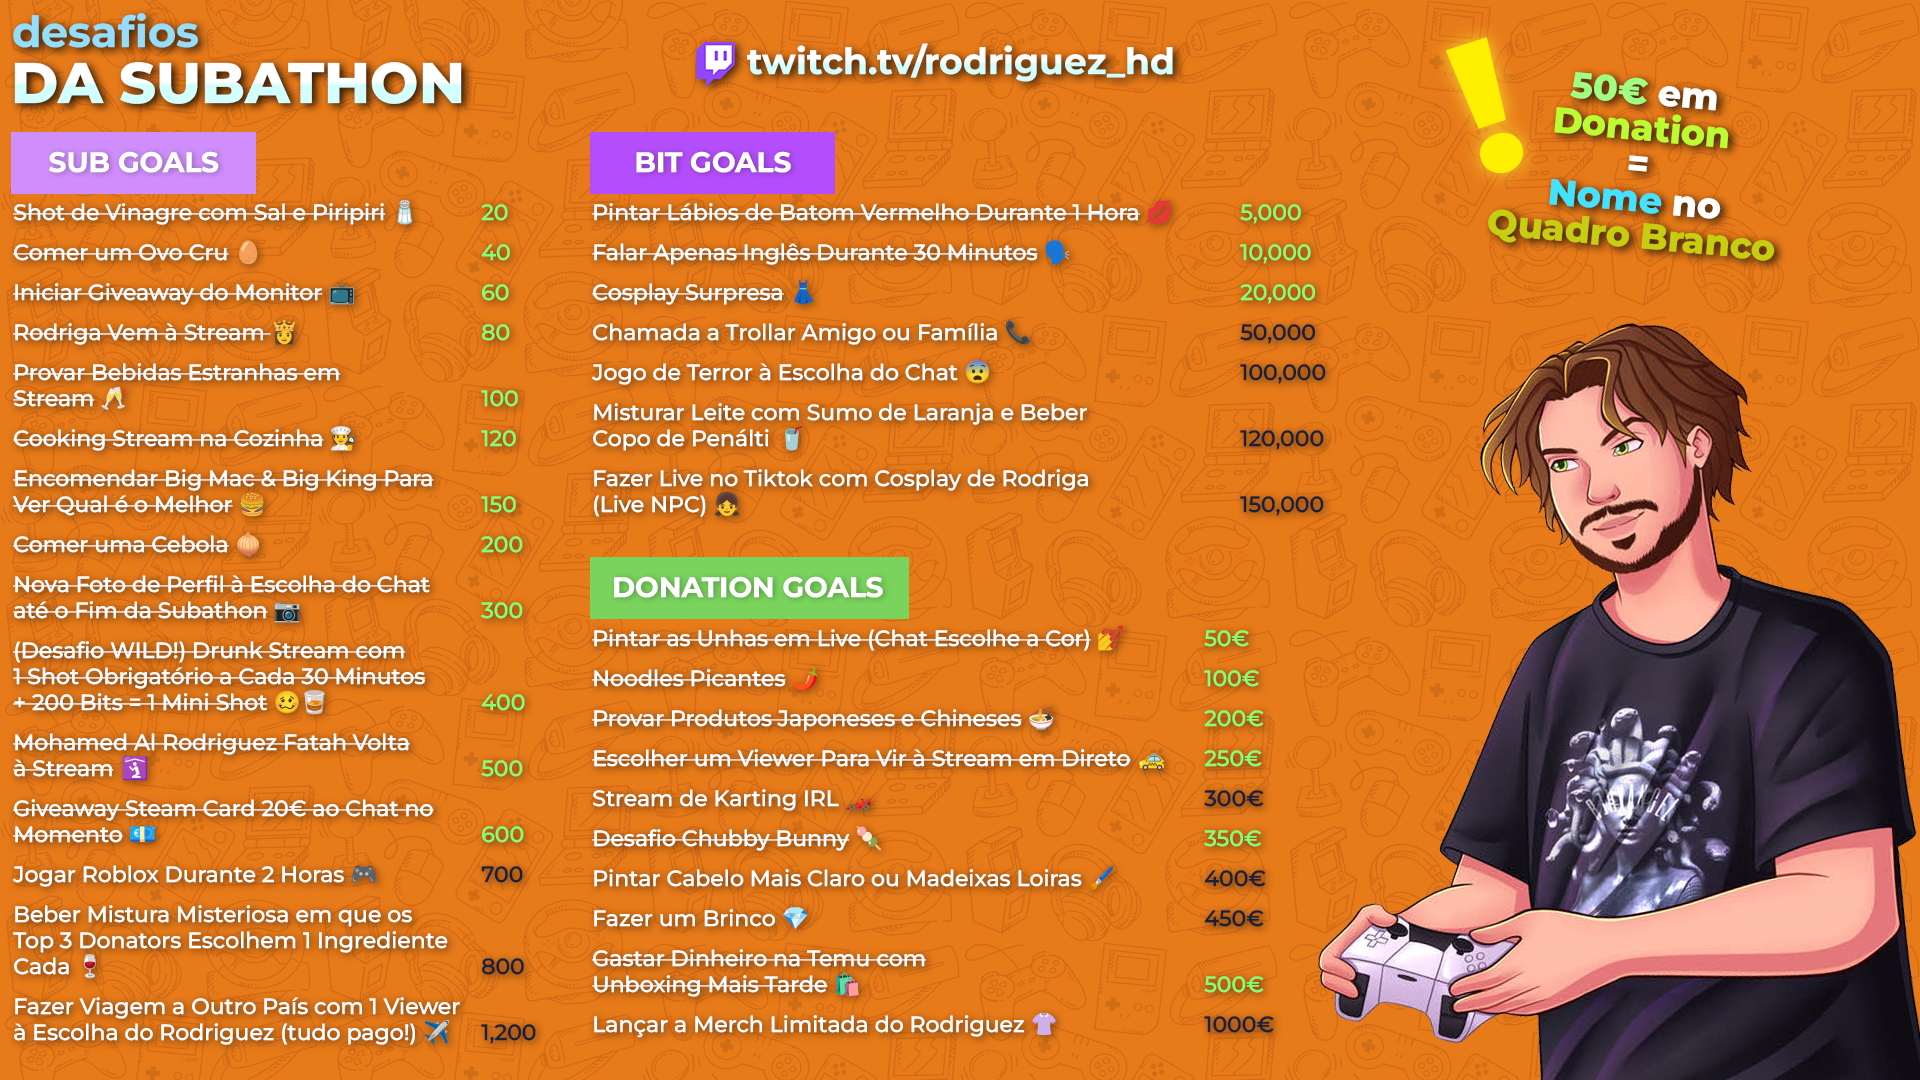 desafios
DA SUBATHON
twitch.tv/rodriguez_hd
50€ em
Donation
=
Nome no
Quadro Branco
SUB GOALS
Shot de Vinagre com Sal e Piripiri 🧂 20
Comer um Ovo Cru 🥚 40
Iniciar Giveaway do Monitor 📺 60
Rodriga Vem à Stream 👸 80
Provar Bebidas Estranhas em
Stream 🥂 100
Cooking Stream na Cozinha 👨‍🍳 120
Encomendar Big Mac & Big King Para
Ver Qual é o Melhor 🍔 150
Comer uma Cebola 🧅 200
Nova Foto de Perfil à Escolha do Chat
até o Fim da Subathon 📷 300
(Desafio WILD!) Drunk Stream com
1 Shot Obrigatório a Cada 30 Minutos
+ 200 Bits = 1 Mini Shot 🥴🥃 400
Mohamed Al Rodriguez Fatah Volta
à Stream 🛐 500
Giveaway Steam Card 20€ ao Chat no
Momento 💶 600
Jogar Roblox Durante 2 Horas 🎮 700
Beber Mistura Misteriosa em que os
Top 3 Donators Escolhem 1 Ingrediente
Cada 🍷 800
Fazer Viagem a Outro País com 1 Viewer
à Escolha do Rodriguez (tudo pago!) ✈️ 1,200
BIT GOALS
Pintar Lábios de Batom Vermelho Durante 1 Hora 💋 5,000
Falar Apenas Inglês Durante 30 Minutos 🗣️ 10,000
Cosplay Surpresa 👗 20,000
Chamada a Trollar Amigo ou Família 📞 50,000
Jogo de Terror à Escolha do Chat 😨 100,000
Misturar Leite com Sumo de Laranja e Beber
Copo de Penálti 🥤 120,000
Fazer Live no Tiktok com Cosplay de Rodriga
(Live NPC) 👧 150,000
DONATION GOALS
Pintar as Unhas em Live (Chat Escolhe a Cor) 💅 50€
Noodles Picantes 🌶️ 100€
Provar Produtos Japoneses e Chineses 🍜 200€
Escolher um Viewer Para Vir à Stream em Direto 🚕 250€
Stream de Karting IRL 🏎️ 300€
Desafio Chubby Bunny 🍡 350€
Pintar Cabelo Mais Claro ou Madeixas Loiras 🖌️ 400€
Fazer um Brinco 💎 450€
Gastar Dinheiro na Temu com
Unboxing Mais Tarde 🛍️ 500€
Lançar a Merch Limitada do Rodriguez 👚 1000€